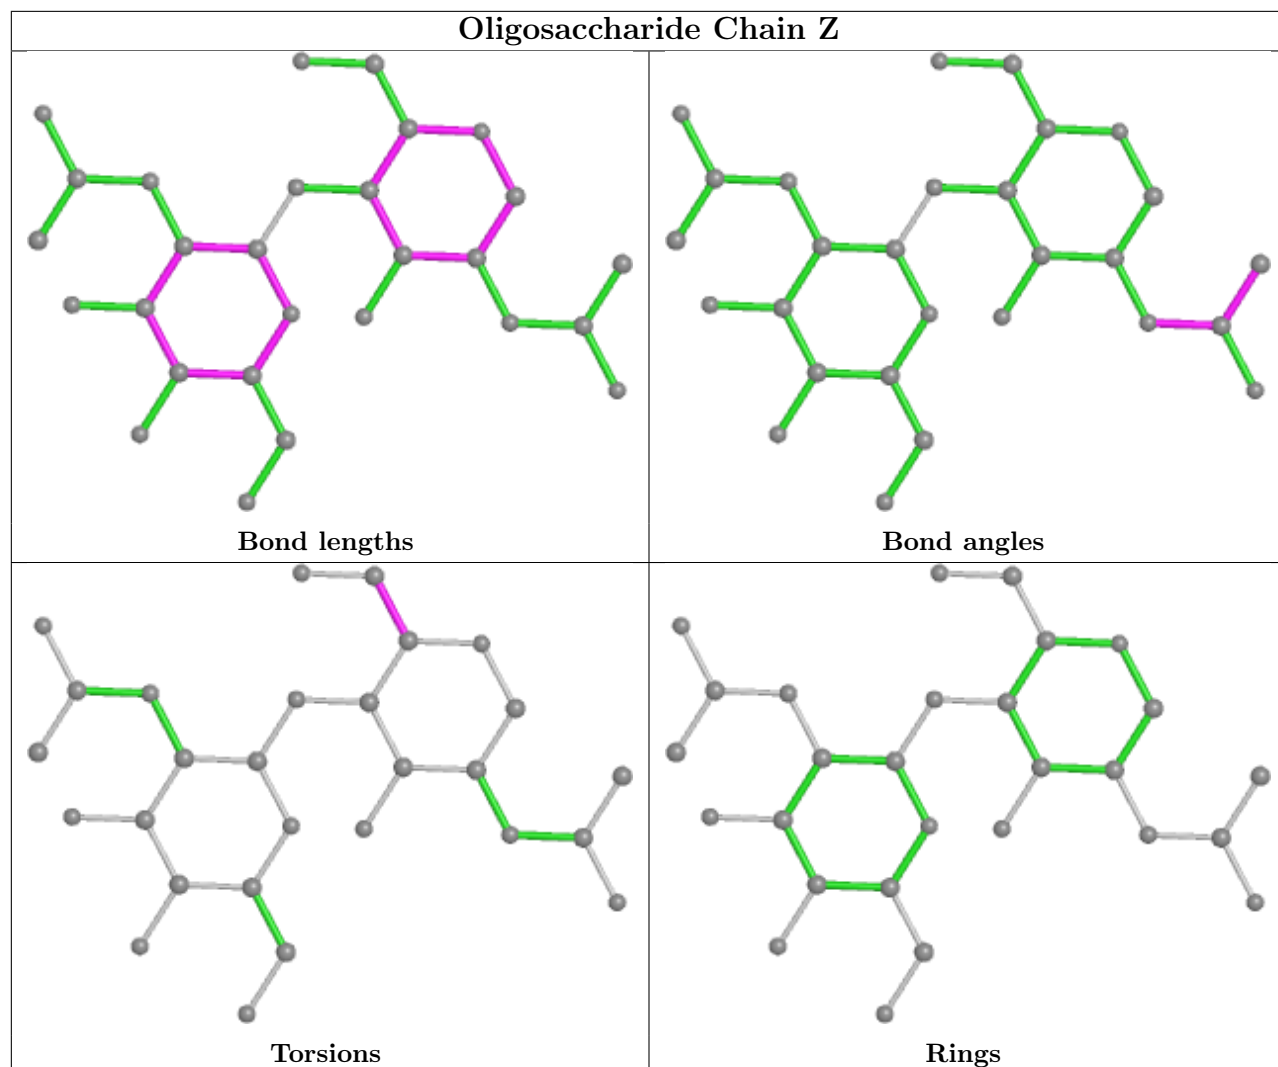 Oligosaccharide Chain Z
Bond lengths
Bond angles
Torsions
Rings